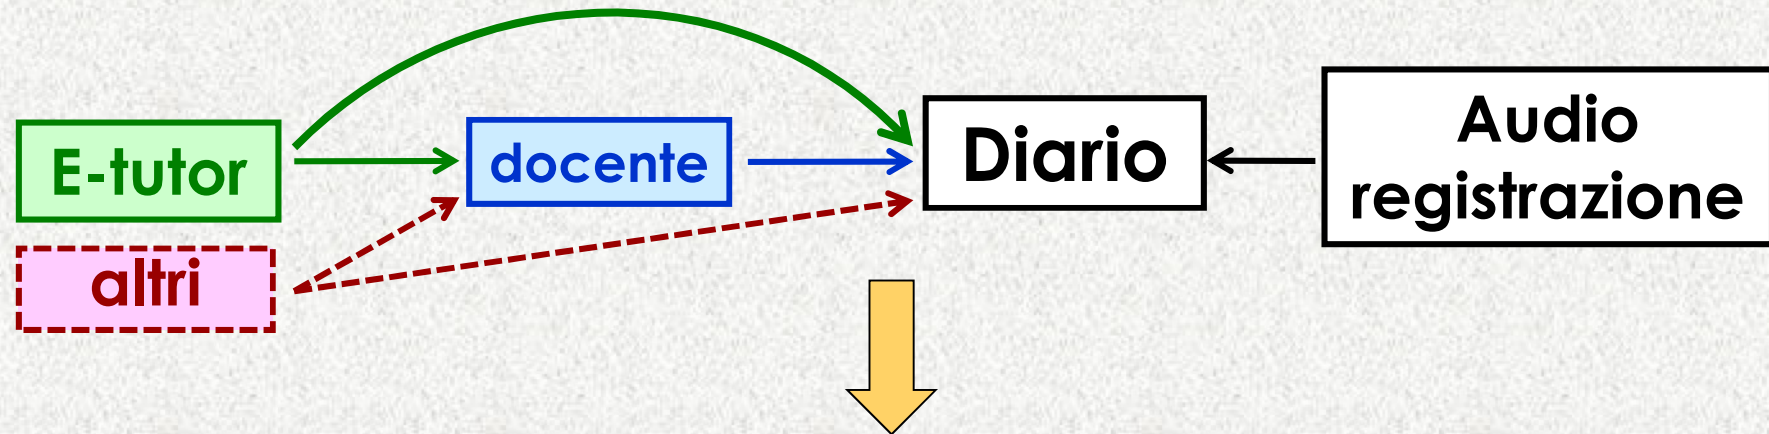 E-tutor
docente
Diario
Audio
registrazione
altri